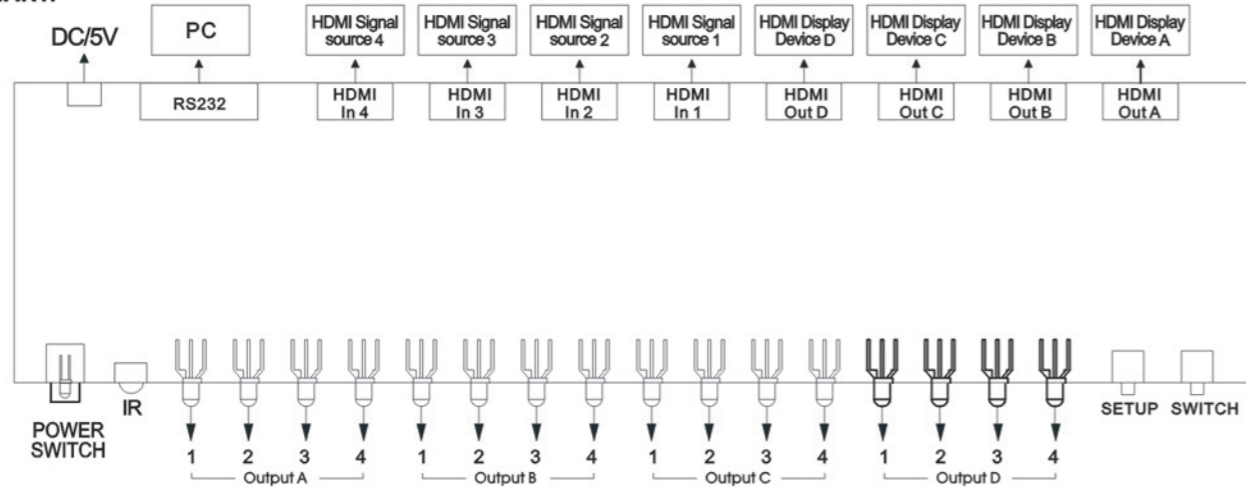 DC/5V
PC
HDMI Signal
source 4
HDMI Signal
source 3
HDMI Signal
source 2
HDMI Signal
source 1
HDMI Display
Device D
HDMI Display
Device C
HDMI Display
Device B
HDMI Display
Device A
RS232
HDMI
In 4
HDMI
In 3
HDMI
In 2
HDMI
In 1
HDMI
Out D
HDMI
Out C
HDMI
Out B
HDMI
Out A
POWER
SWITCH
IR
1 2 3 4
Output A
1 2 3 4
Output B
1 2 3 4
Output C
1 2 3 4
Output D
SETUP
SWITCH